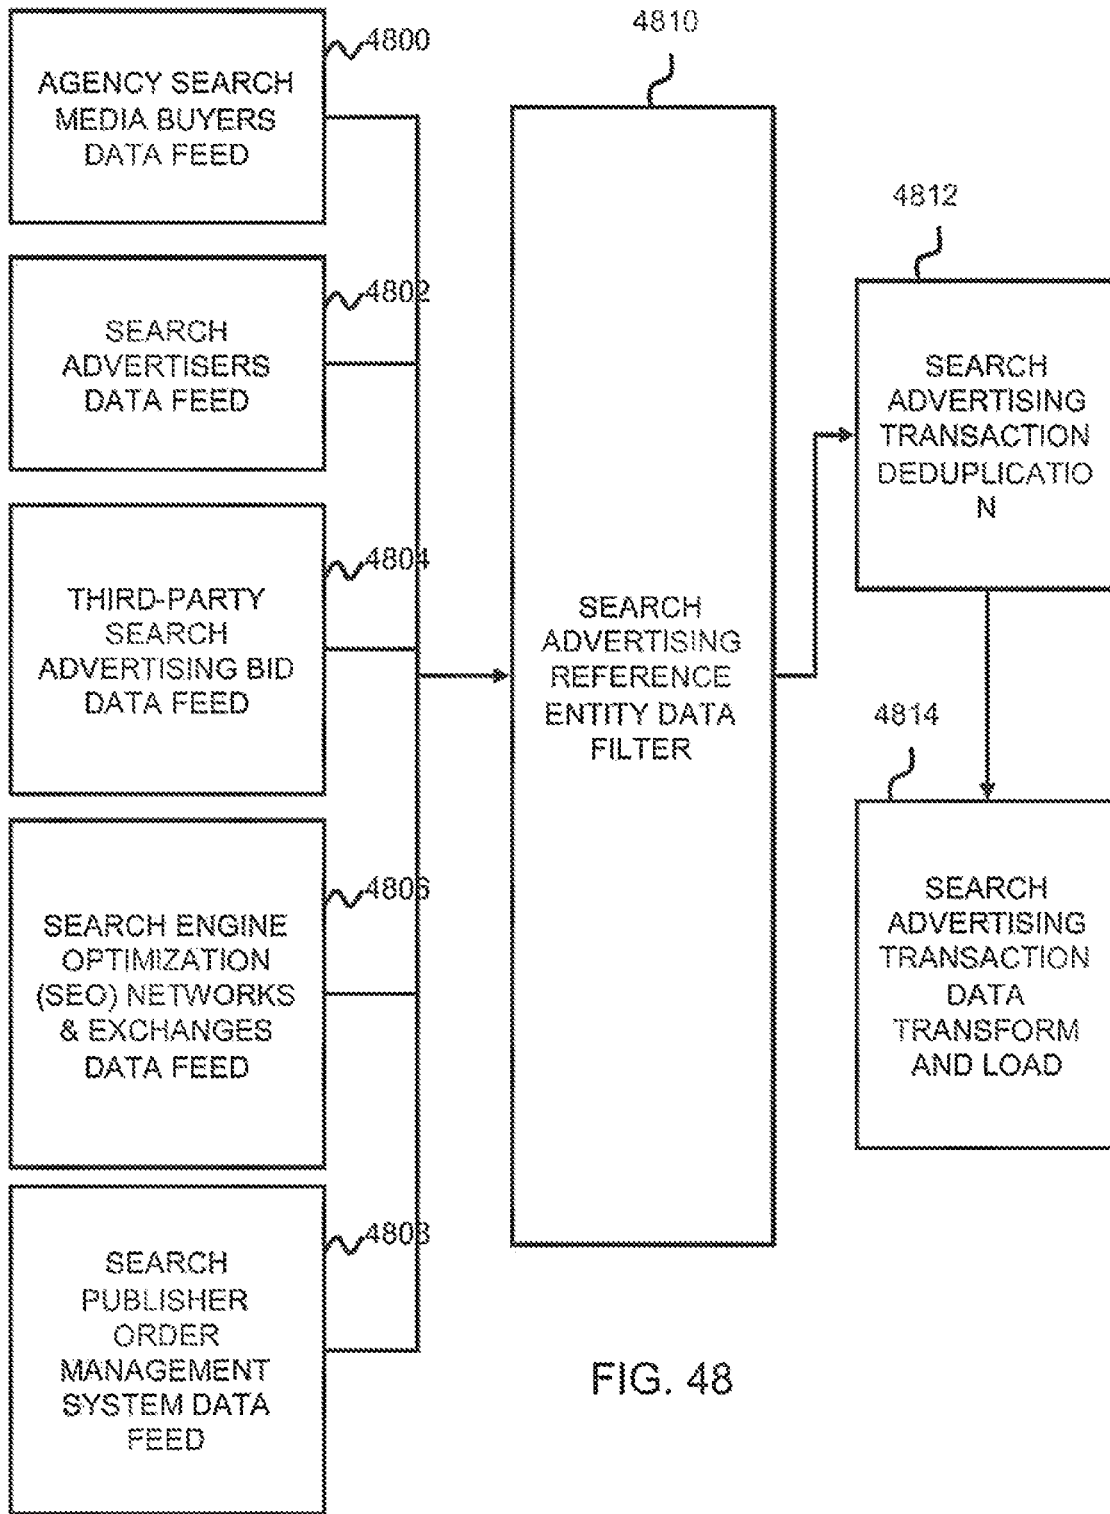 4800
AGENCY SEARCH
MEDIA BUYERS
DATA FEED
4802
SEARCH
ADVERTISERS
DATA FEED
4804
THIRD-PARTY
SEARCH
ADVERTISING BID
DATA FEED
4806
SEARCH ENGINE
OPTIMIZATION
(SEO) NETWORKS
& EXCHANGES
DATA FEED
4808
SEARCH
PUBLISHER
ORDER
MANAGEMENT
SYSTEM DATA
FEED
4810
SEARCH
ADVERTISING
REFERENCE
ENTITY DATA
FILTER
4812
SEARCH
ADVERTISING
TRANSACTION
DEDUPLICATIO
N
4814
SEARCH
ADVERTISING
TRANSACTION
DATA
TRANSFORM
AND LOAD
FIG. 48